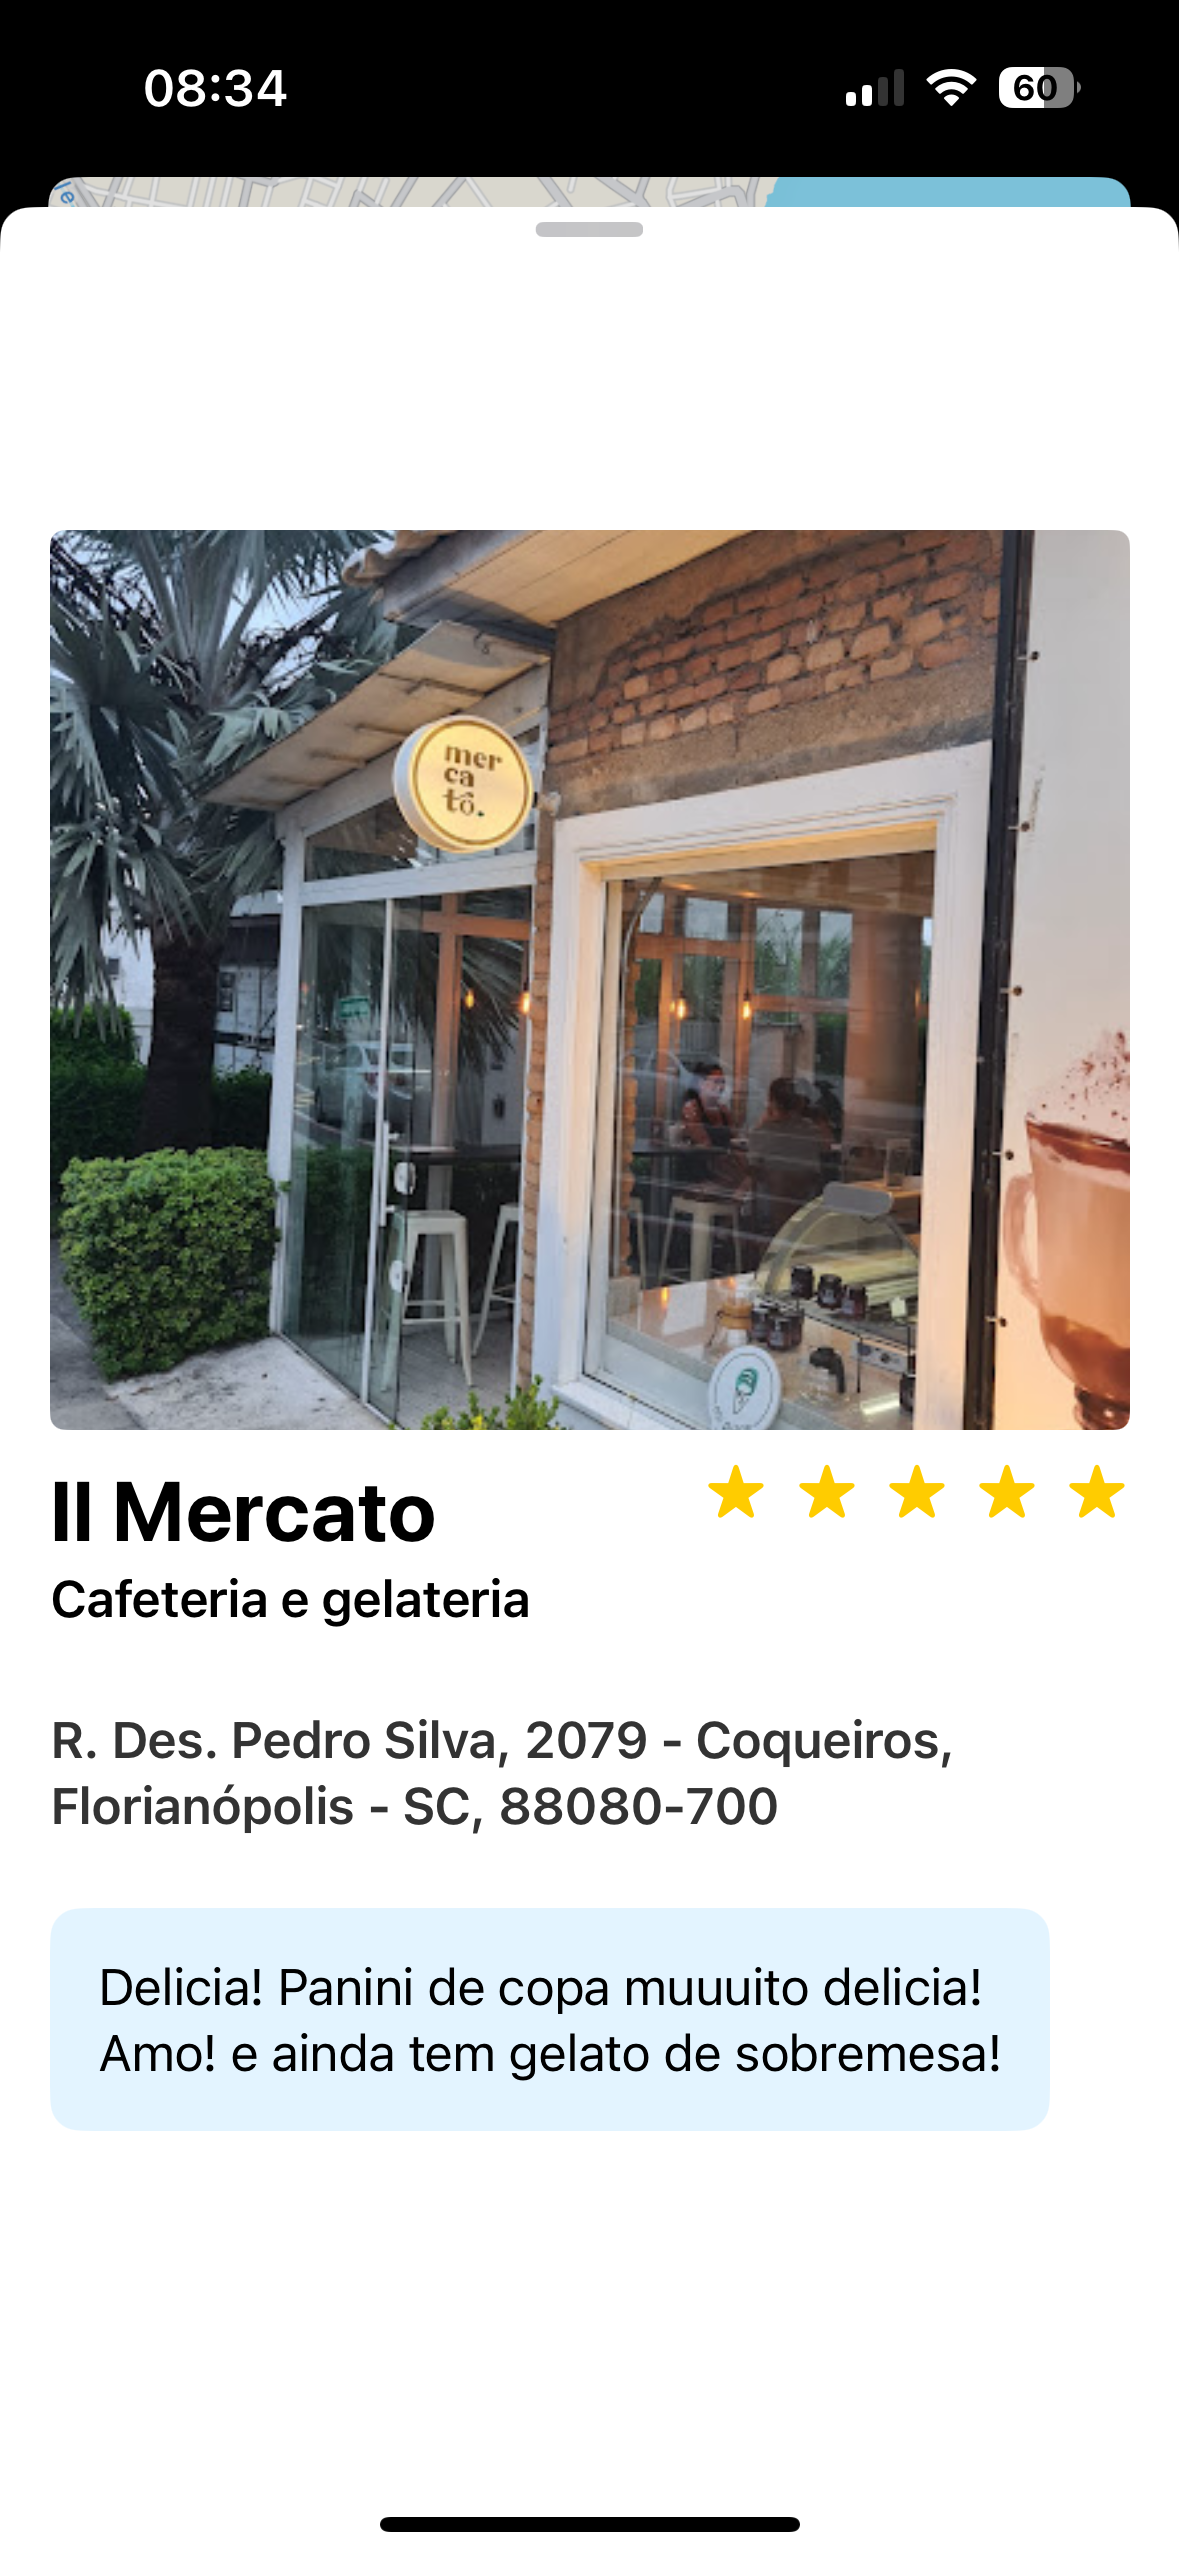 08:34
60
le
mer
ca
tô.
Il Mercato
Cafeteria e gelateria
R. Des. Pedro Silva, 2079 - Coqueiros,
Florianópolis - SC, 88080-700
Delicia! Panini de copa muuuito delicia!
Amo! e ainda tem gelato de sobremesa!